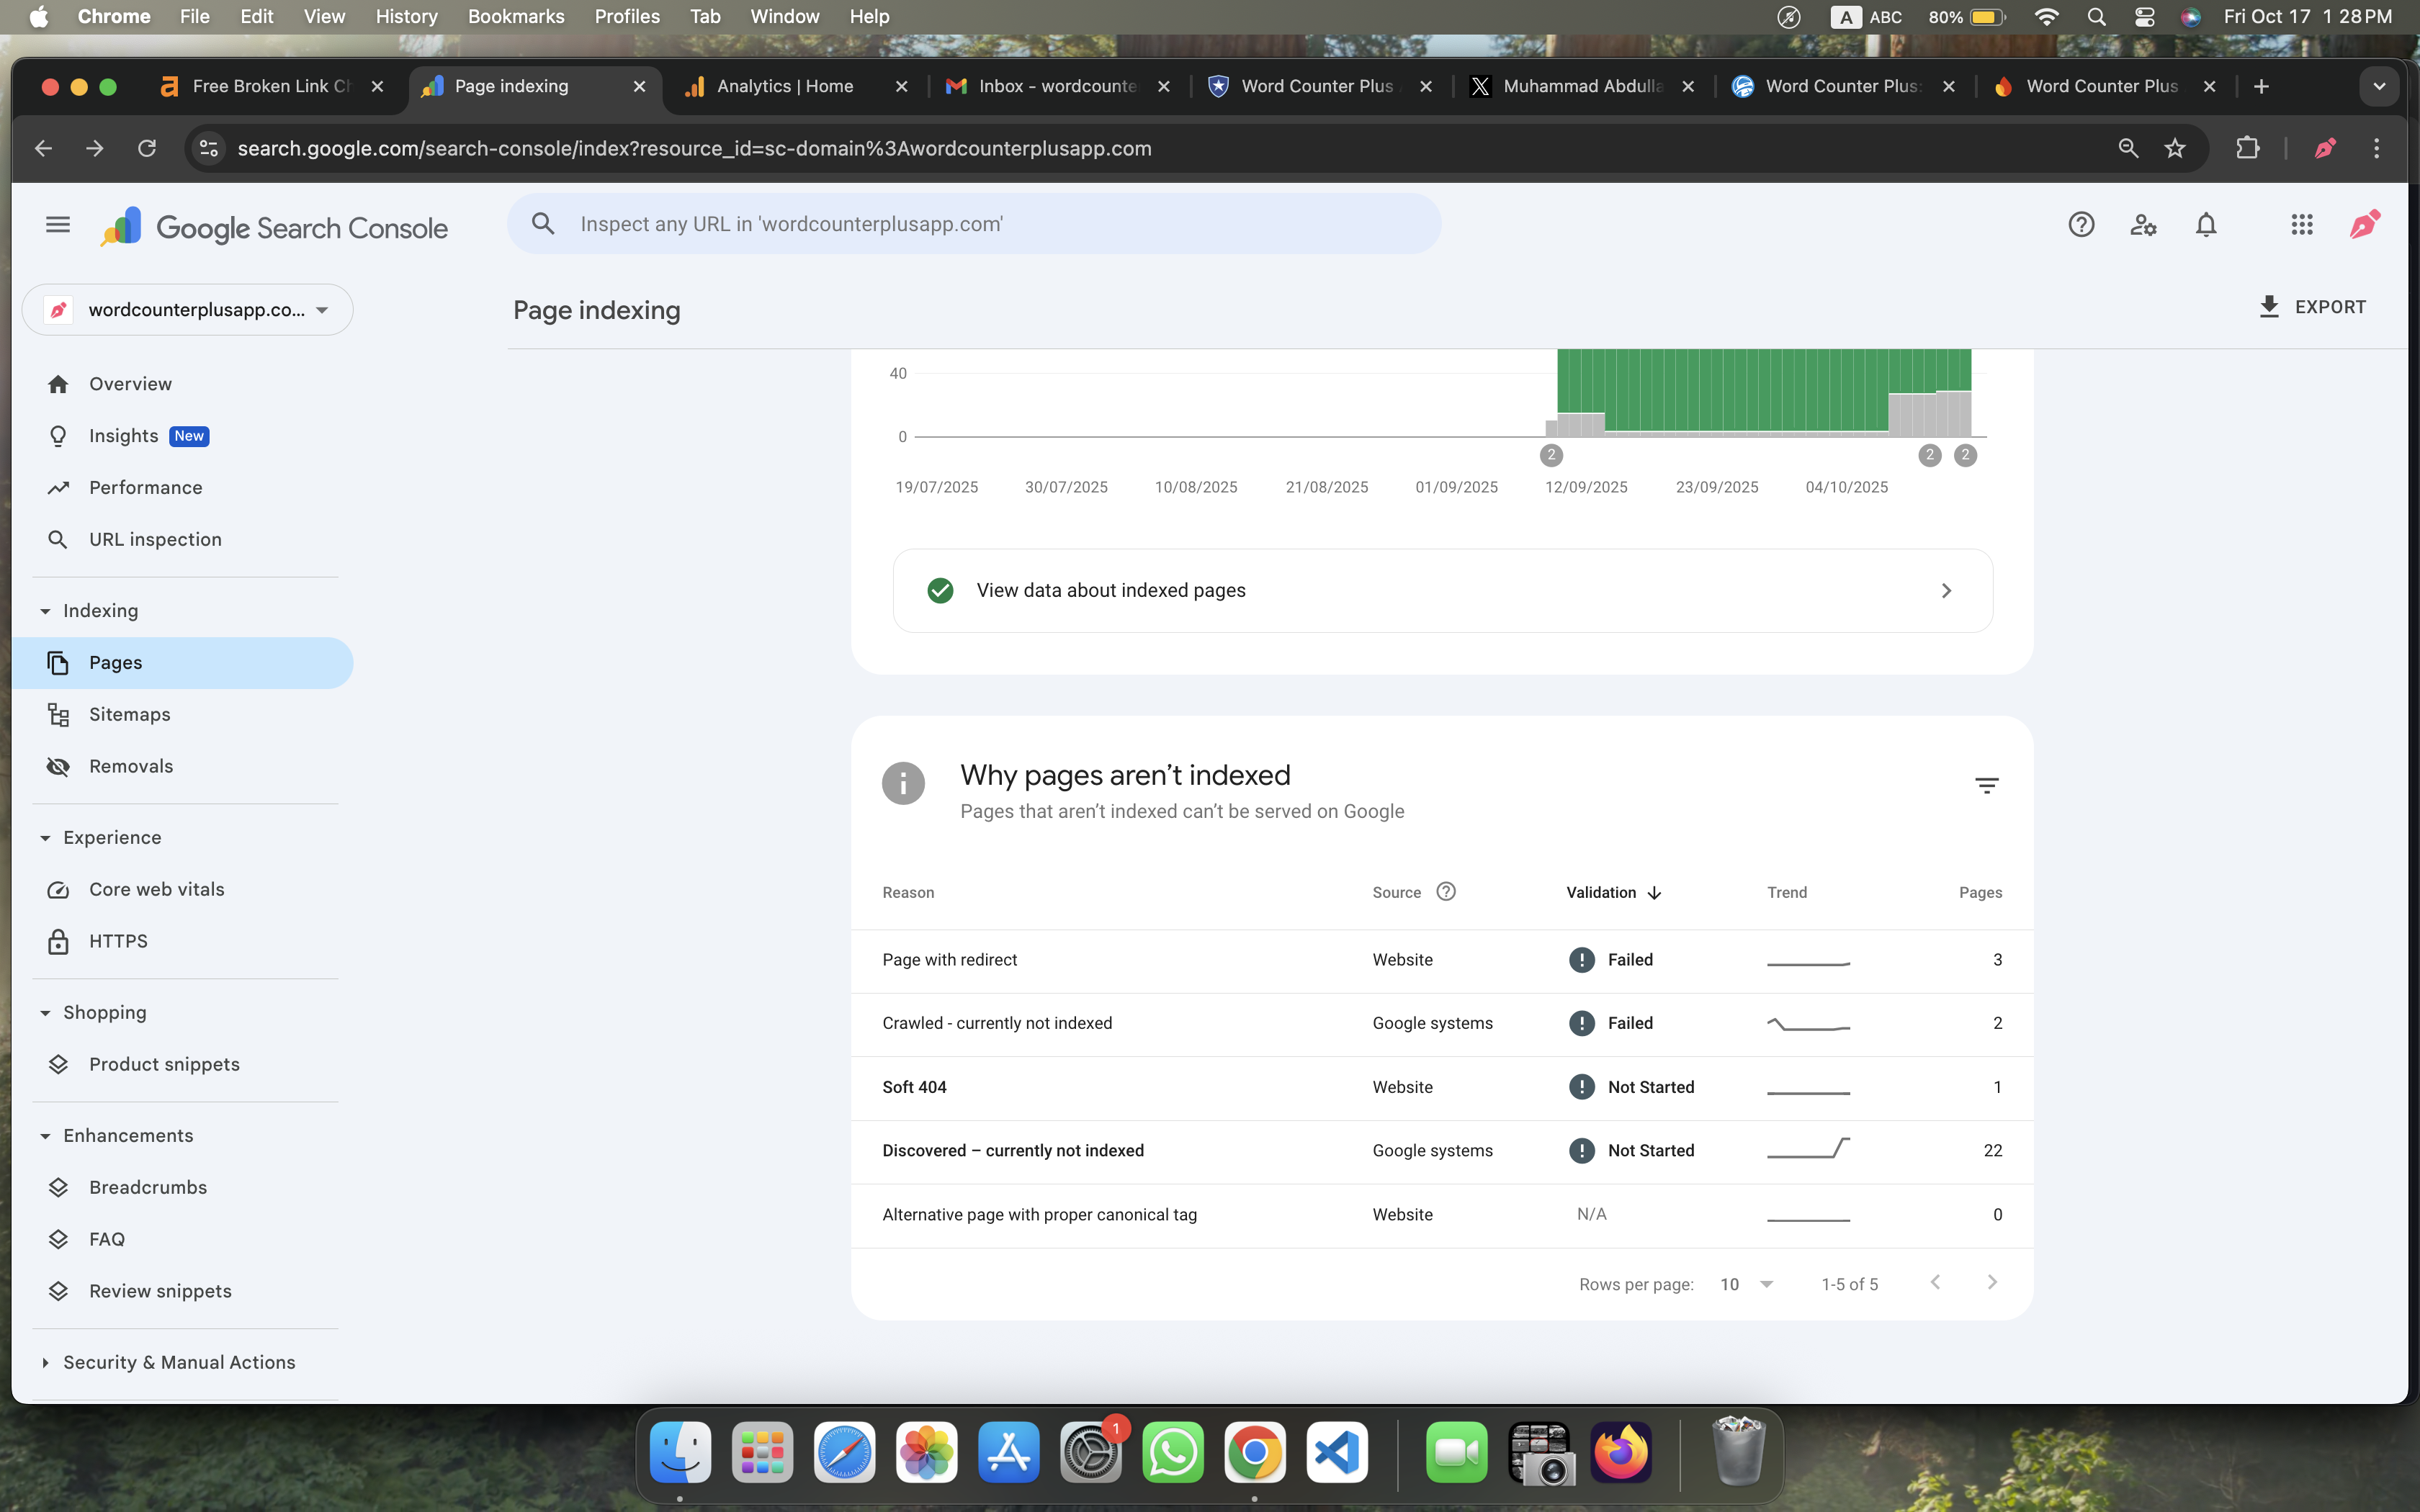 Chrome File Edit View History Bookmarks Profiles Tab Window Help
A ABC 80% Fri Oct 17 1 28 PM
Free Broken Link Ch
Page indexing
Analytics | Home
Inbox - wordcounte
Word Counter Plus
Muhammad Abdulla
Word Counter Plus:
Word Counter Plus
search.google.com/search-console/index?resource_id=sc-domain%3Awordcounterplusapp.com
Google Search Console
Inspect any URL in 'wordcounterplusapp.com'
wordcounterplusapp.co...
Page indexing
EXPORT
Overview
Insights New
Performance
URL inspection
Indexing
Pages
Sitemaps
Removals
Experience
Core web vitals
HTTPS
Shopping
Product snippets
Enhancements
Breadcrumbs
FAQ
Review snippets
Security & Manual Actions
40
0
2 2 2
19/07/2025 30/07/2025 10/08/2025 21/08/2025 01/09/2025 12/09/2025 23/09/2025 04/10/2025
View data about indexed pages
Why pages aren’t indexed
Pages that aren’t indexed can’t be served on Google
Reason Source Validation Trend Pages
Page with redirect Website Failed 3
Crawled - currently not indexed Google systems Failed 2
Soft 404 Website Not Started 1
Discovered – currently not indexed Google systems Not Started 22
Alternative page with proper canonical tag Website N/A 0
Rows per page: 10 1-5 of 5
1